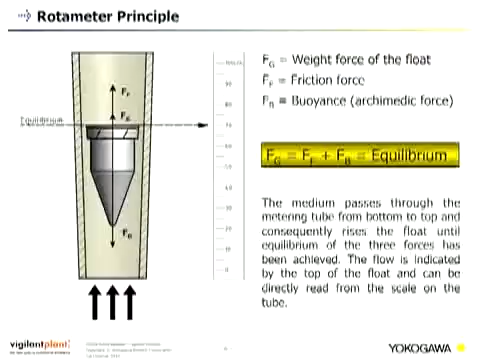 Rotameter Principle
F_G = Weight force of the float
F_F = Friction force
F_B = Buoyance (archimedic force)
Equilibrium
90
80
70
60
50
40
30
20
10
0
F_F
F_B
F_G
F_G = F_F + F_B = Equilibrium
The medium passes through the
metering tube from bottom to top and
consequently rises the float until
equilibrium of the three forces has
been achieved. The flow is indicated
by the top of the float and can be
directly read from the scale on the
tube.
vigilantplant.
YOKOGAWA